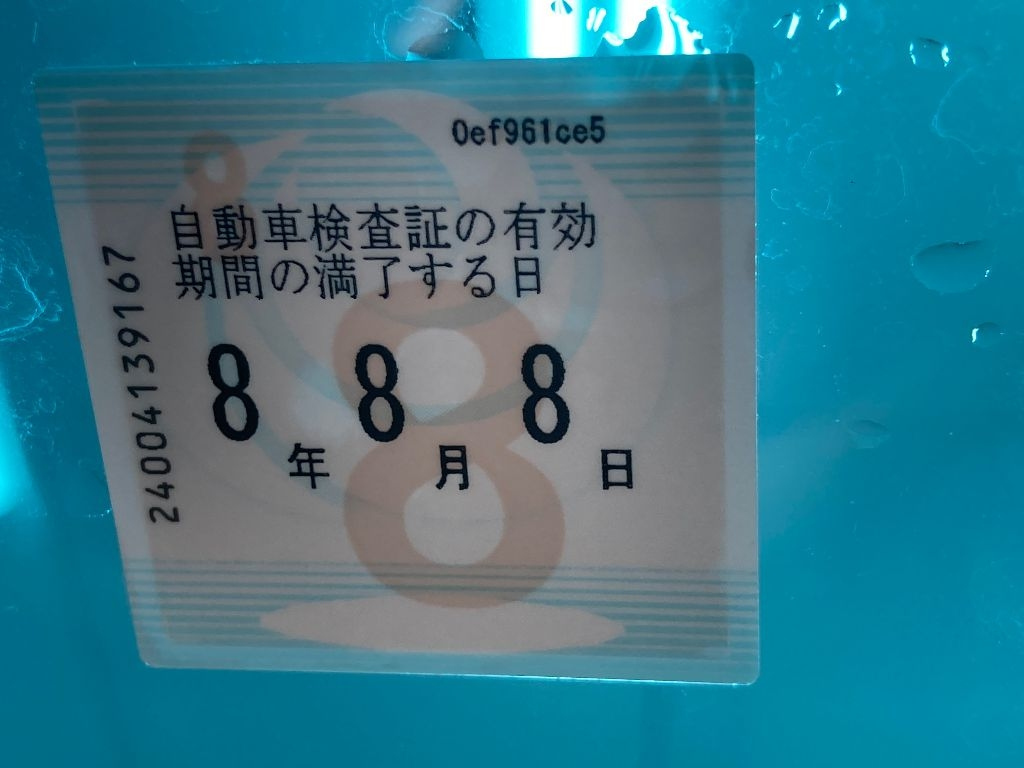 0ef961ce5
自動車検査証の有効
期間の満了する日
8年8月8日
24004139167